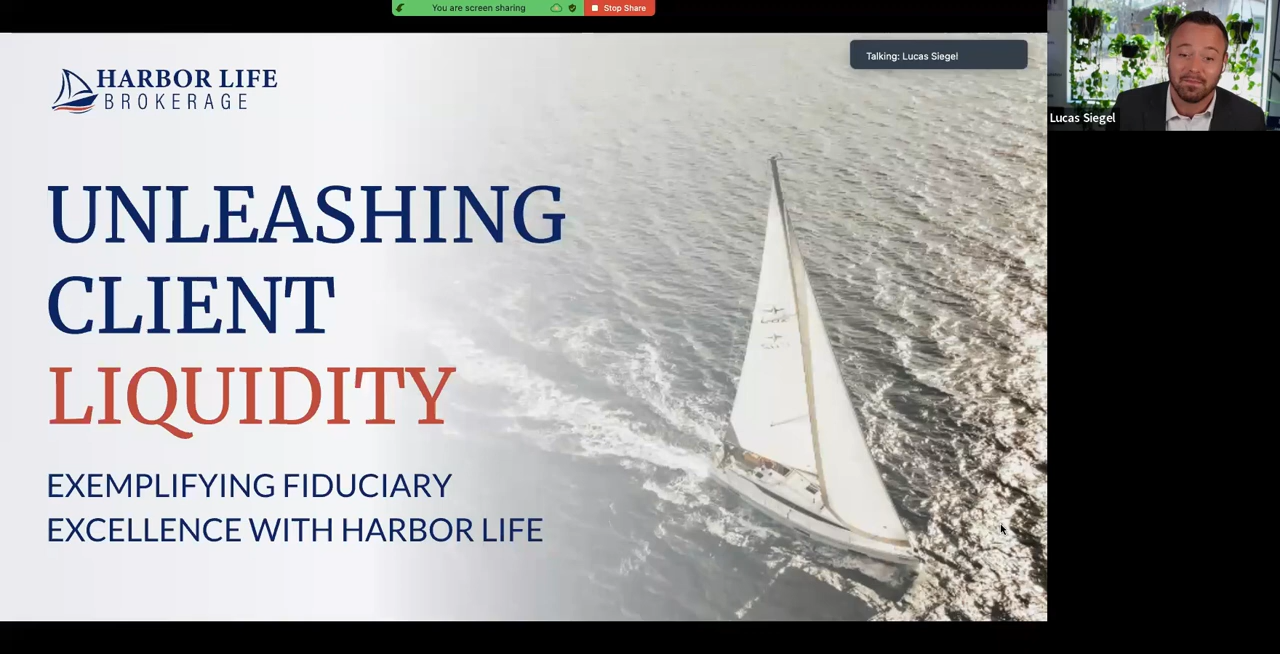 You are screen sharing
Stop Share
Talking: Lucas Siegel
Lucas Siegel
HARBOR LIFE
BROKERAGE
UNLEASHING
CLIENT
LIQUIDITY
EXEMPLIFYING FIDUCIARY
EXCELLENCE WITH HARBOR LIFE